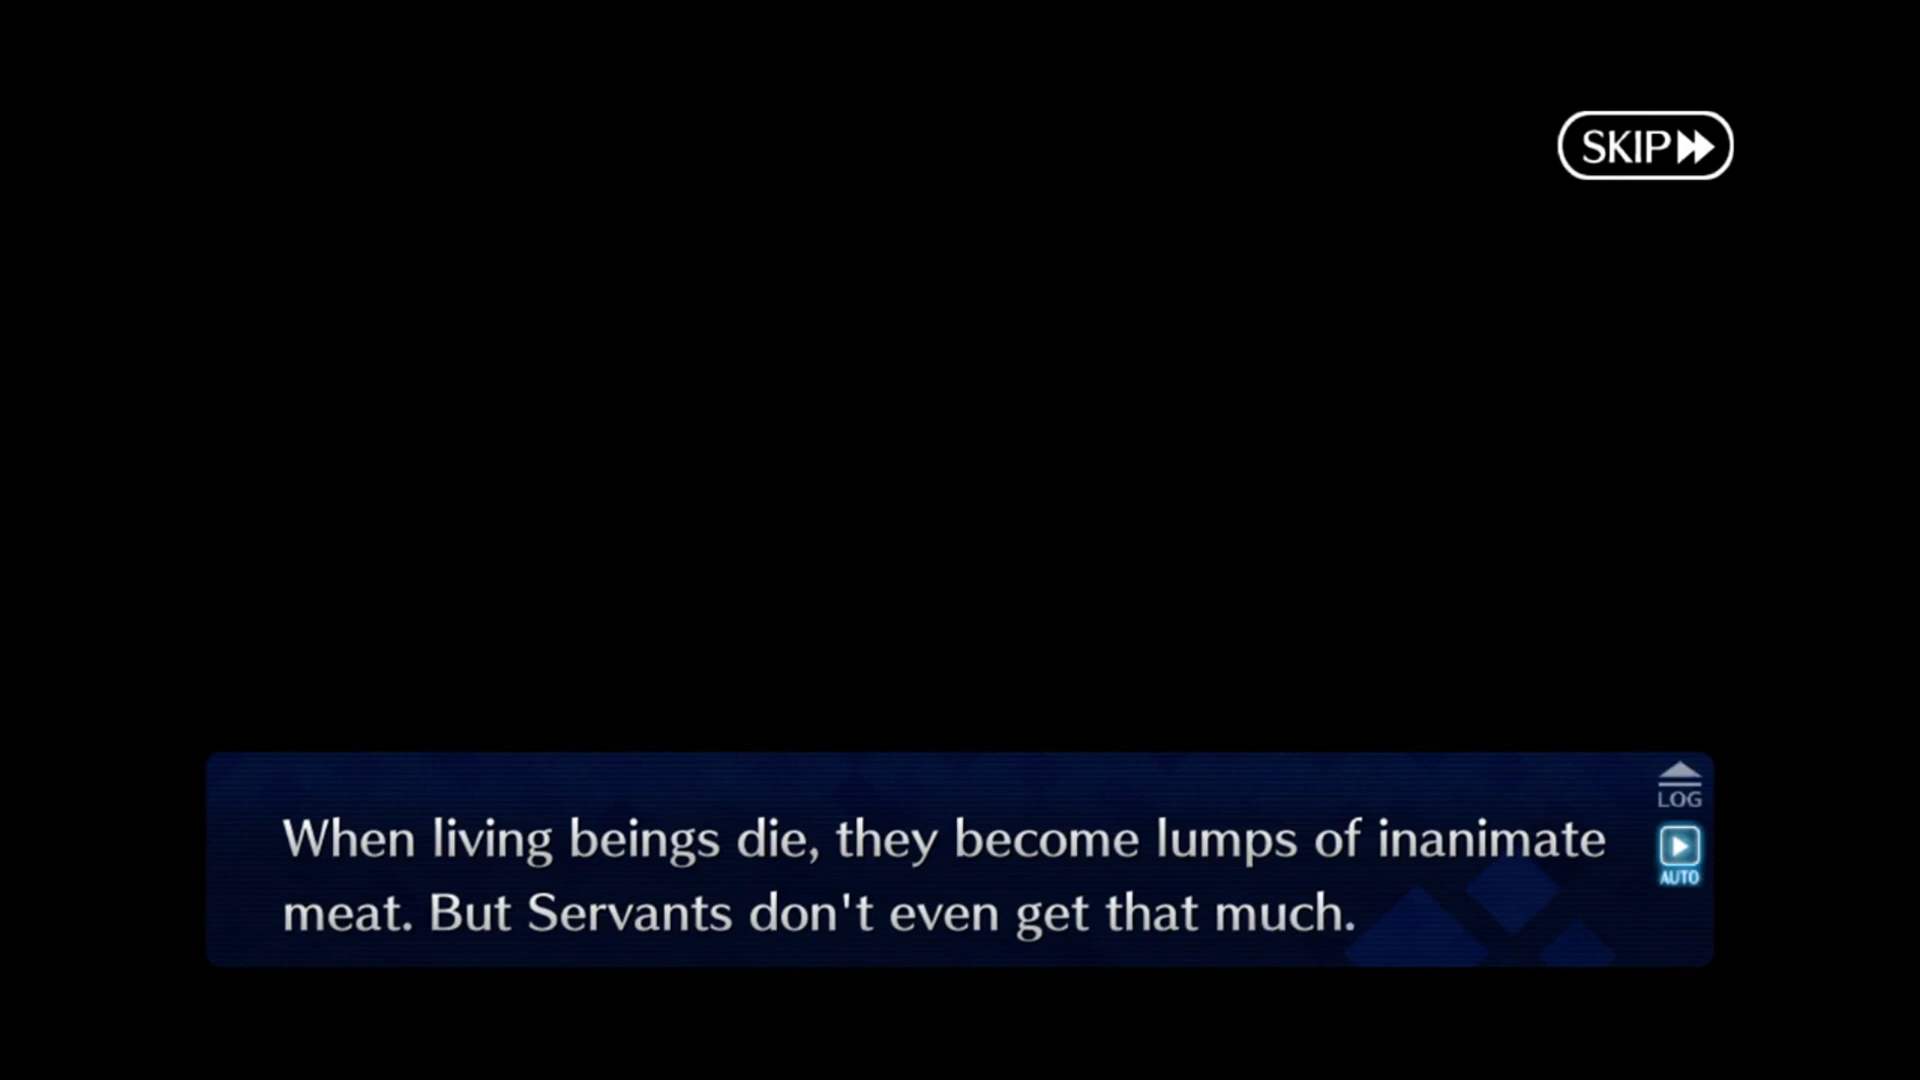 SKIP
LOG
When living beings die, they become lumps of inanimate
meat. But Servants don't even get that much.
AUTO